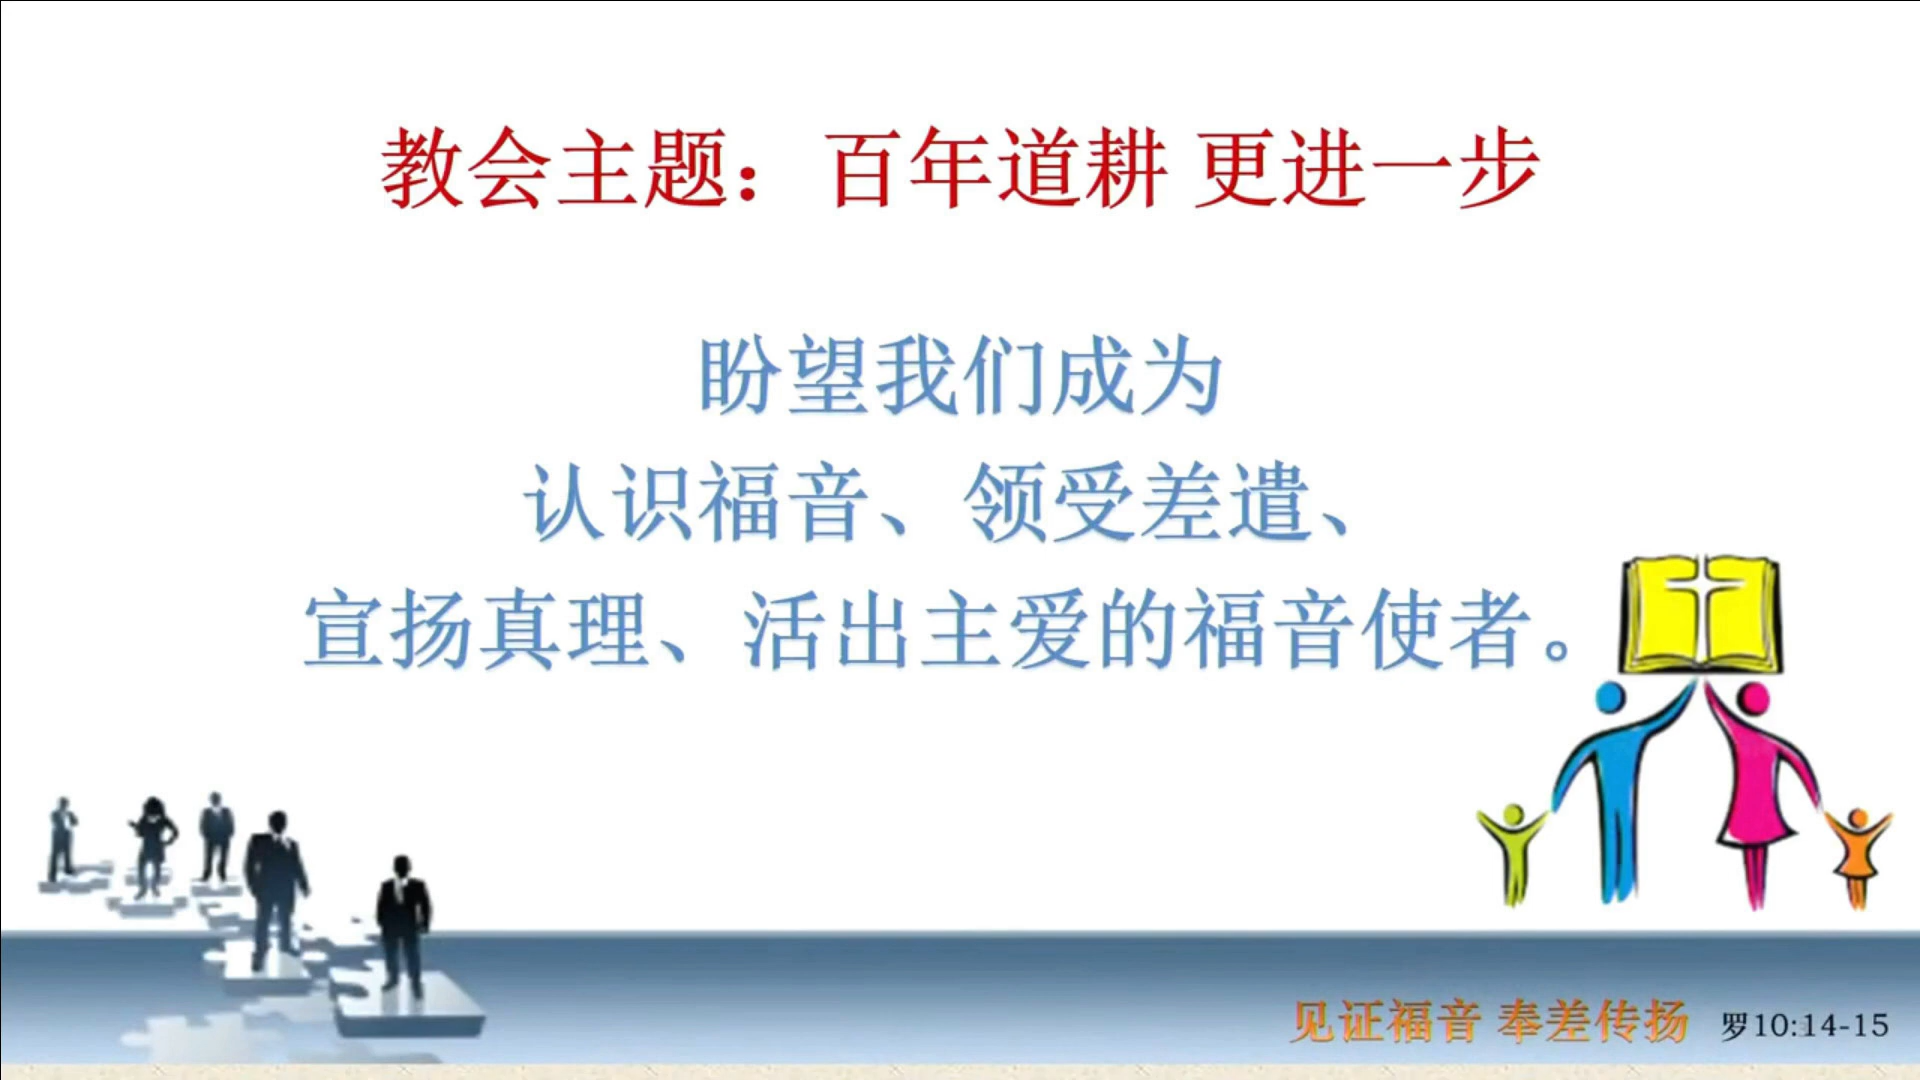 教会主题：百年道耕 更进一步
盼望我们成为
认识福音、领受差遣、
宣扬真理、活出主爱的福音使者。
见证福音 奉差传扬 罗10:14-15